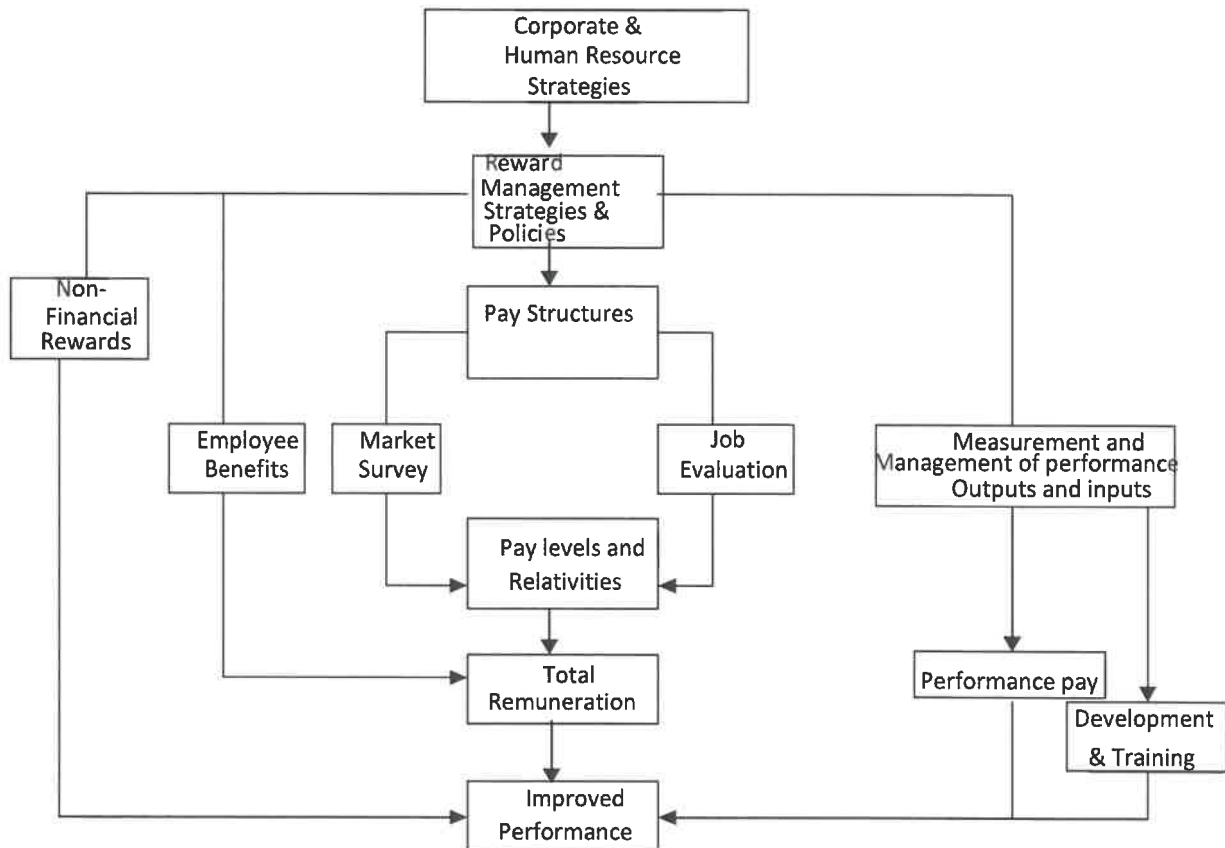 Corporate &
Human Resource
Strategies
Reward
Management
Strategies &
Policies
Non-
Financial
Rewards
Pay Structures
Employee
Benefits
Market
Survey
Job
Evaluation
Measurement and
Management of performance
Outputs and inputs
Pay levels and
Relativities
Total
Remuneration
Performance pay
Development
& Training
Improved
Performance